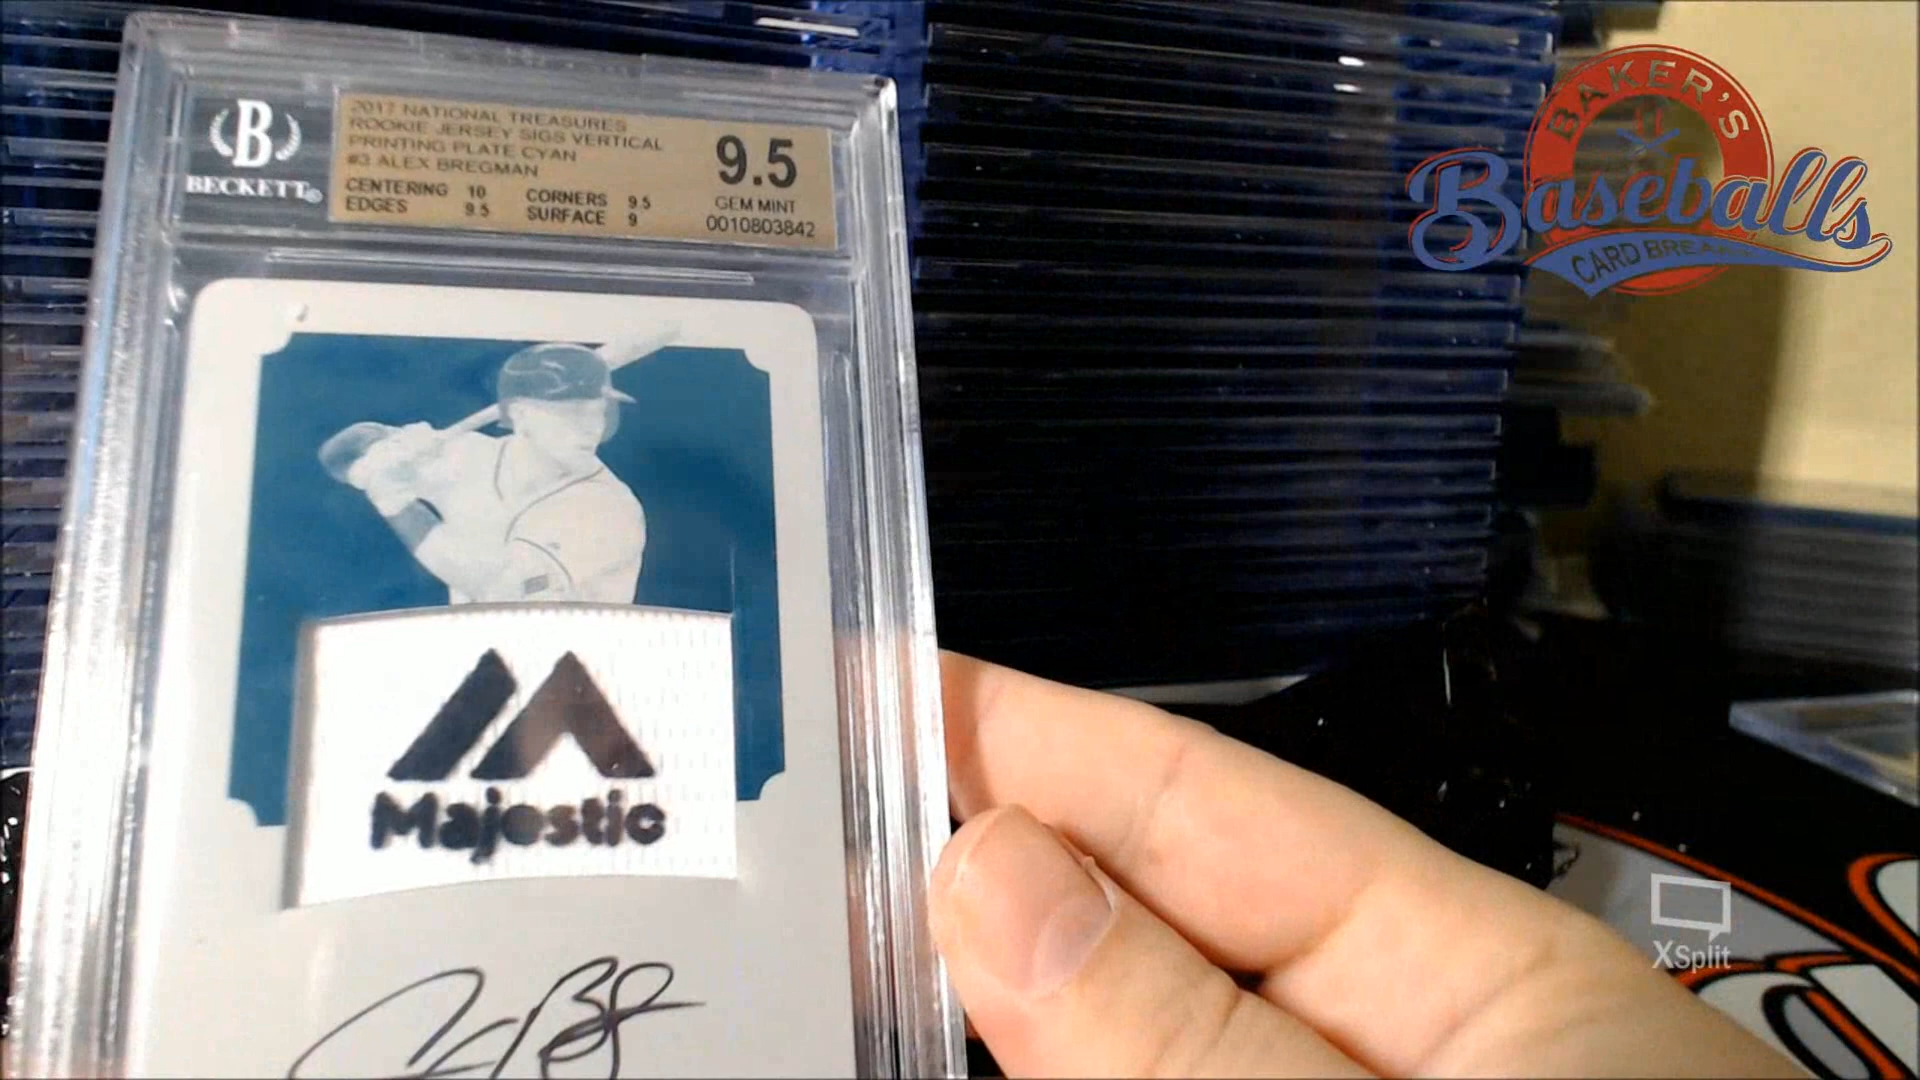 B
BECKETT®
2017 NATIONAL TREASURES
ROOKIE JERSEY SIGS VERTICAL
PRINTING PLATE CYAN
#3 ALEX BREGMAN
CENTERING 10 CORNERS 9.5
EDGES 9.5 SURFACE 9
9.5
GEM MINT
0010803842
Majestic
BAKER'S
Baseballs
CARD
XSplit